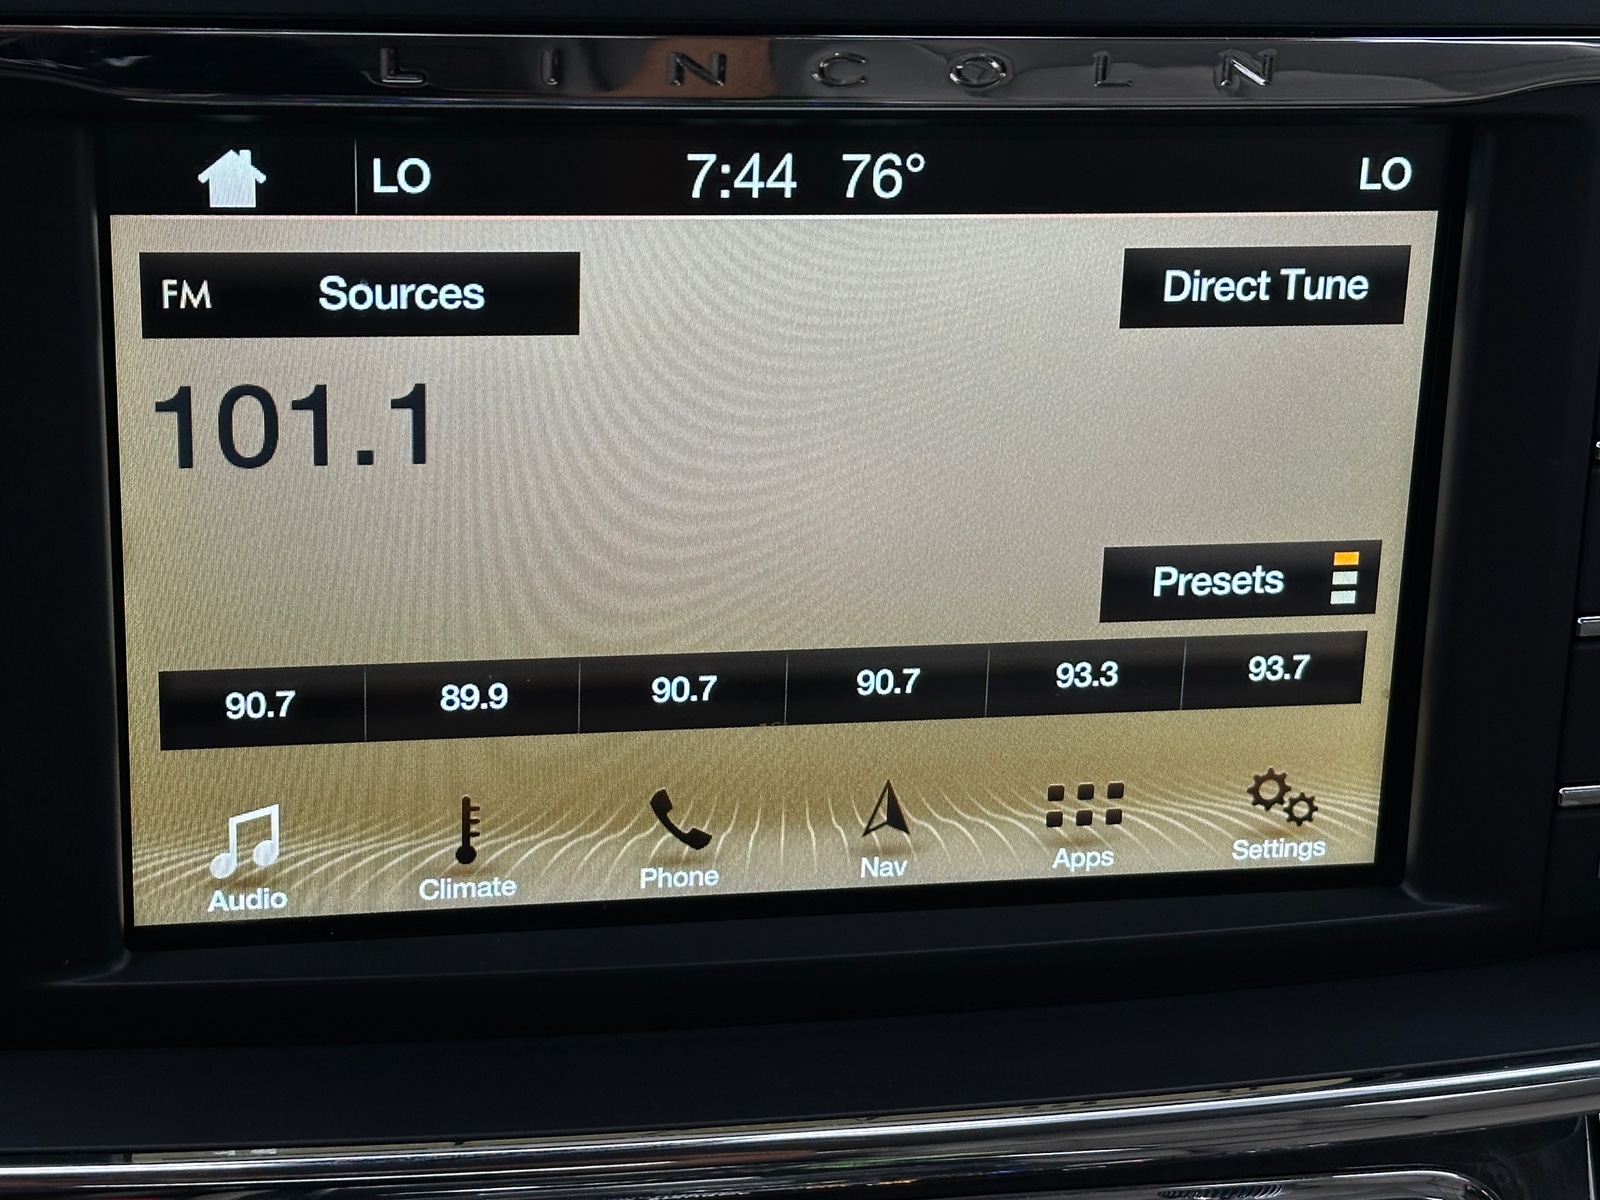 LINCOLN
LO 7:44 76° LO
FM Sources Direct Tune
101.1
Presets
90.7 89.9 90.7 90.7 93.3 93.7
Audio Climate Phone Nav Apps Settings